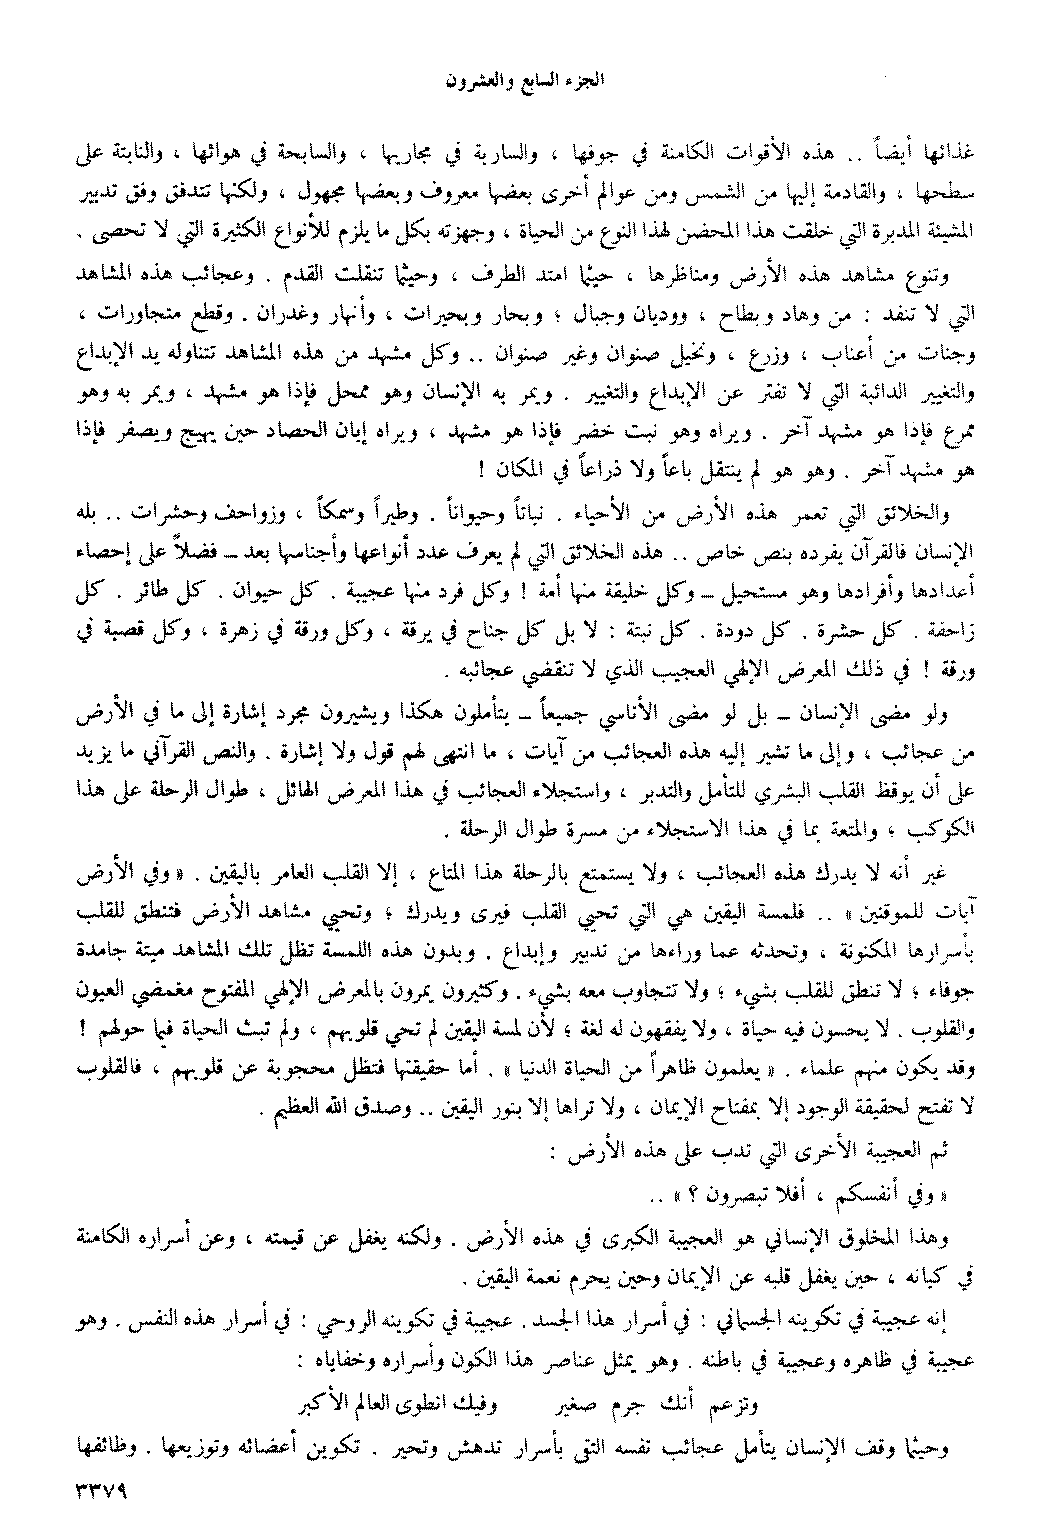 الجزء السابع والعشرون
غذائها أيضاً .. هذه الأقوات الكامنة في جوفها ، والسارية في مجاريها ، والسابحة في هوائها ، والنابتة على
سطحها ، والقادمة إليها من الشمس ومن عوالم أخرى بعضها معروف وبعضها مجهول ، ولكنها تتدفق وفق تدبير
المشيئة المدبرة التي خلقت هذا المحضن لهذا النوع من الحياة ، وجهزته بكل ما يلزم للأنواع الكثيرة التي لا تحصى .
وتنوع مشاهد هذه الأرض ومناظرها ، حيثما امتد الطرف ، وحيثما تنقلت القدم . وعجائب هذه المشاهد
التي لا تنفد : من وهاد وبطاح ، ووديان وجبال ؛ وبحار وبحيرات ، وأنهار وغدران . وقطع متجاورات ،
وجنات من أعناب ، وزرع ، ونخيل صنوان وغير صنوان .. وكل مشهد من هذه المشاهد تتناوله يد الإبداع
والتغيير الدائبة التي لا تفتر عن الإبداع والتغيير . ويمر به الإنسان وهو ممحل فإذا هو مشهد ، ويمر به وهو
ممرع فإذا هو مشهد آخر . ويراه وهو نبت خضر فإذا هو مشهد ، ويراه إبان الحصاد حين يهيج ويصفر فإذا
هو مشهد آخر . وهو هو لم ينتقل باعاً ولا ذراعاً في المكان !
والخلائق التي تعمر هذه الأرض من الأحياء . نباتاً وحيواناً . وطيراً وسمكاً ، وزواحف وحشرات .. بله
الإنسان فالقرآن يفرده بنص خاص .. هذه الخلائق التي لم يعرف عدد أنواعها وأجناسها بعد – فضلاً على إحصاء
أعدادها وأفرادها وهو مستحيل – وكل خليقة منها أمة ! وكل فرد منها عجيبة . كل حيوان . كل طائر . كل
زاحفة . كل حشرة . كل دودة . كل نبتة : لا بل كل جناح في يرقة ، وكل ورقة في زهرة ، وكل قصبة في
ورقة ! في ذلك المعرض الإلهي العجيب الذي لا تنقضي عجائبه .
ولو مضى الإنسان – بل لو مضى الأناسي جميعاً – يتأملون هكذا ويشيرون مجرد إشارة إلى ما في الأرض
من عجائب ، وإلى ما تشير إليه هذه العجائب من آيات ، ما انتهى لهم قول ولا إشارة . والنص القرآني ما يزيد
على أن يوقظ القلب البشري للتأمل والتدبر ، واستجلاء العجائب في هذا المعرض الهائل ، طوال الرحلة على هذا
الكوكب ؛ والمتعة بما في هذا الاستجلاء من مسرة طوال الرحلة .
غير أنه لا يدرك هذه العجائب ، ولا يستمتع بالرحلة هذا المتاع ، إلا القلب العامر باليقين . « وفي الأرض
آيات للموقنين » .. فلمسة اليقين هي التي تحيي القلب فيرى ويدرك ؛ وتحيي مشاهد الأرض فتنطق للقلب
بأسرارها المكنونة ، وتحدثه عما وراءها من تدبير وإبداع . وبدون هذه اللمسة تظل تلك المشاهد ميتة جامدة
جوفاء ؛ لا تنطق للقلب بشيء ؛ ولا تتجاوب معه بشيء . وكثيرون يمرون بالمعرض الإلهي المفتوح مغمضي العيون
والقلوب . لا يحسون فيه حياة ، ولا يفقهون له لغة ؛ لأن لمسة اليقين لم تحي قلوبهم ، ولم تبث الحياة فيما حولهم !
وقد يكون منهم علماء . « يعلمون ظاهراً من الحياة الدنيا » . أما حقيقتها فتظل محجوبة عن قلوبهم ، فالقلوب
لا تفتح لحقيقة الوجود إلا بمفتاح الإيمان ، ولا تراها إلا بنور اليقين .. وصدق الله العظيم .
ثم العجيبة الأخرى التي تدب على هذه الأرض :
« وفي أنفسكم ، أفلا تبصرون ؟ » ..
وهذا المخلوق الإنساني هو العجيبة الكبرى في هذه الأرض . ولكنه يغفل عن قيمته ، وعن أسراره الكامنة
في كيانه ، حين يغفل قلبه عن الإيمان وحين يحرم نعمة اليقين .
إنه عجيبة في تكوينه الجسماني : في أسرار هذا الجسد . عجيبة في تكوينه الروحي : في أسرار هذه النفس . وهو
عجيبة في ظاهره وعجيبة في باطنه . وهو يمثل عناصر هذا الكون وأسراره وخفاياه :
وتزعم أنك جرم صغير وفيك انطوى العالم الأكبر
وحيثما وقف الإنسان يتأمل عجائب نفسه التقى بأسرار تدهش وتحير . تكوين أعضائه وتوزيعها . وظائفها
٣٣٧٩